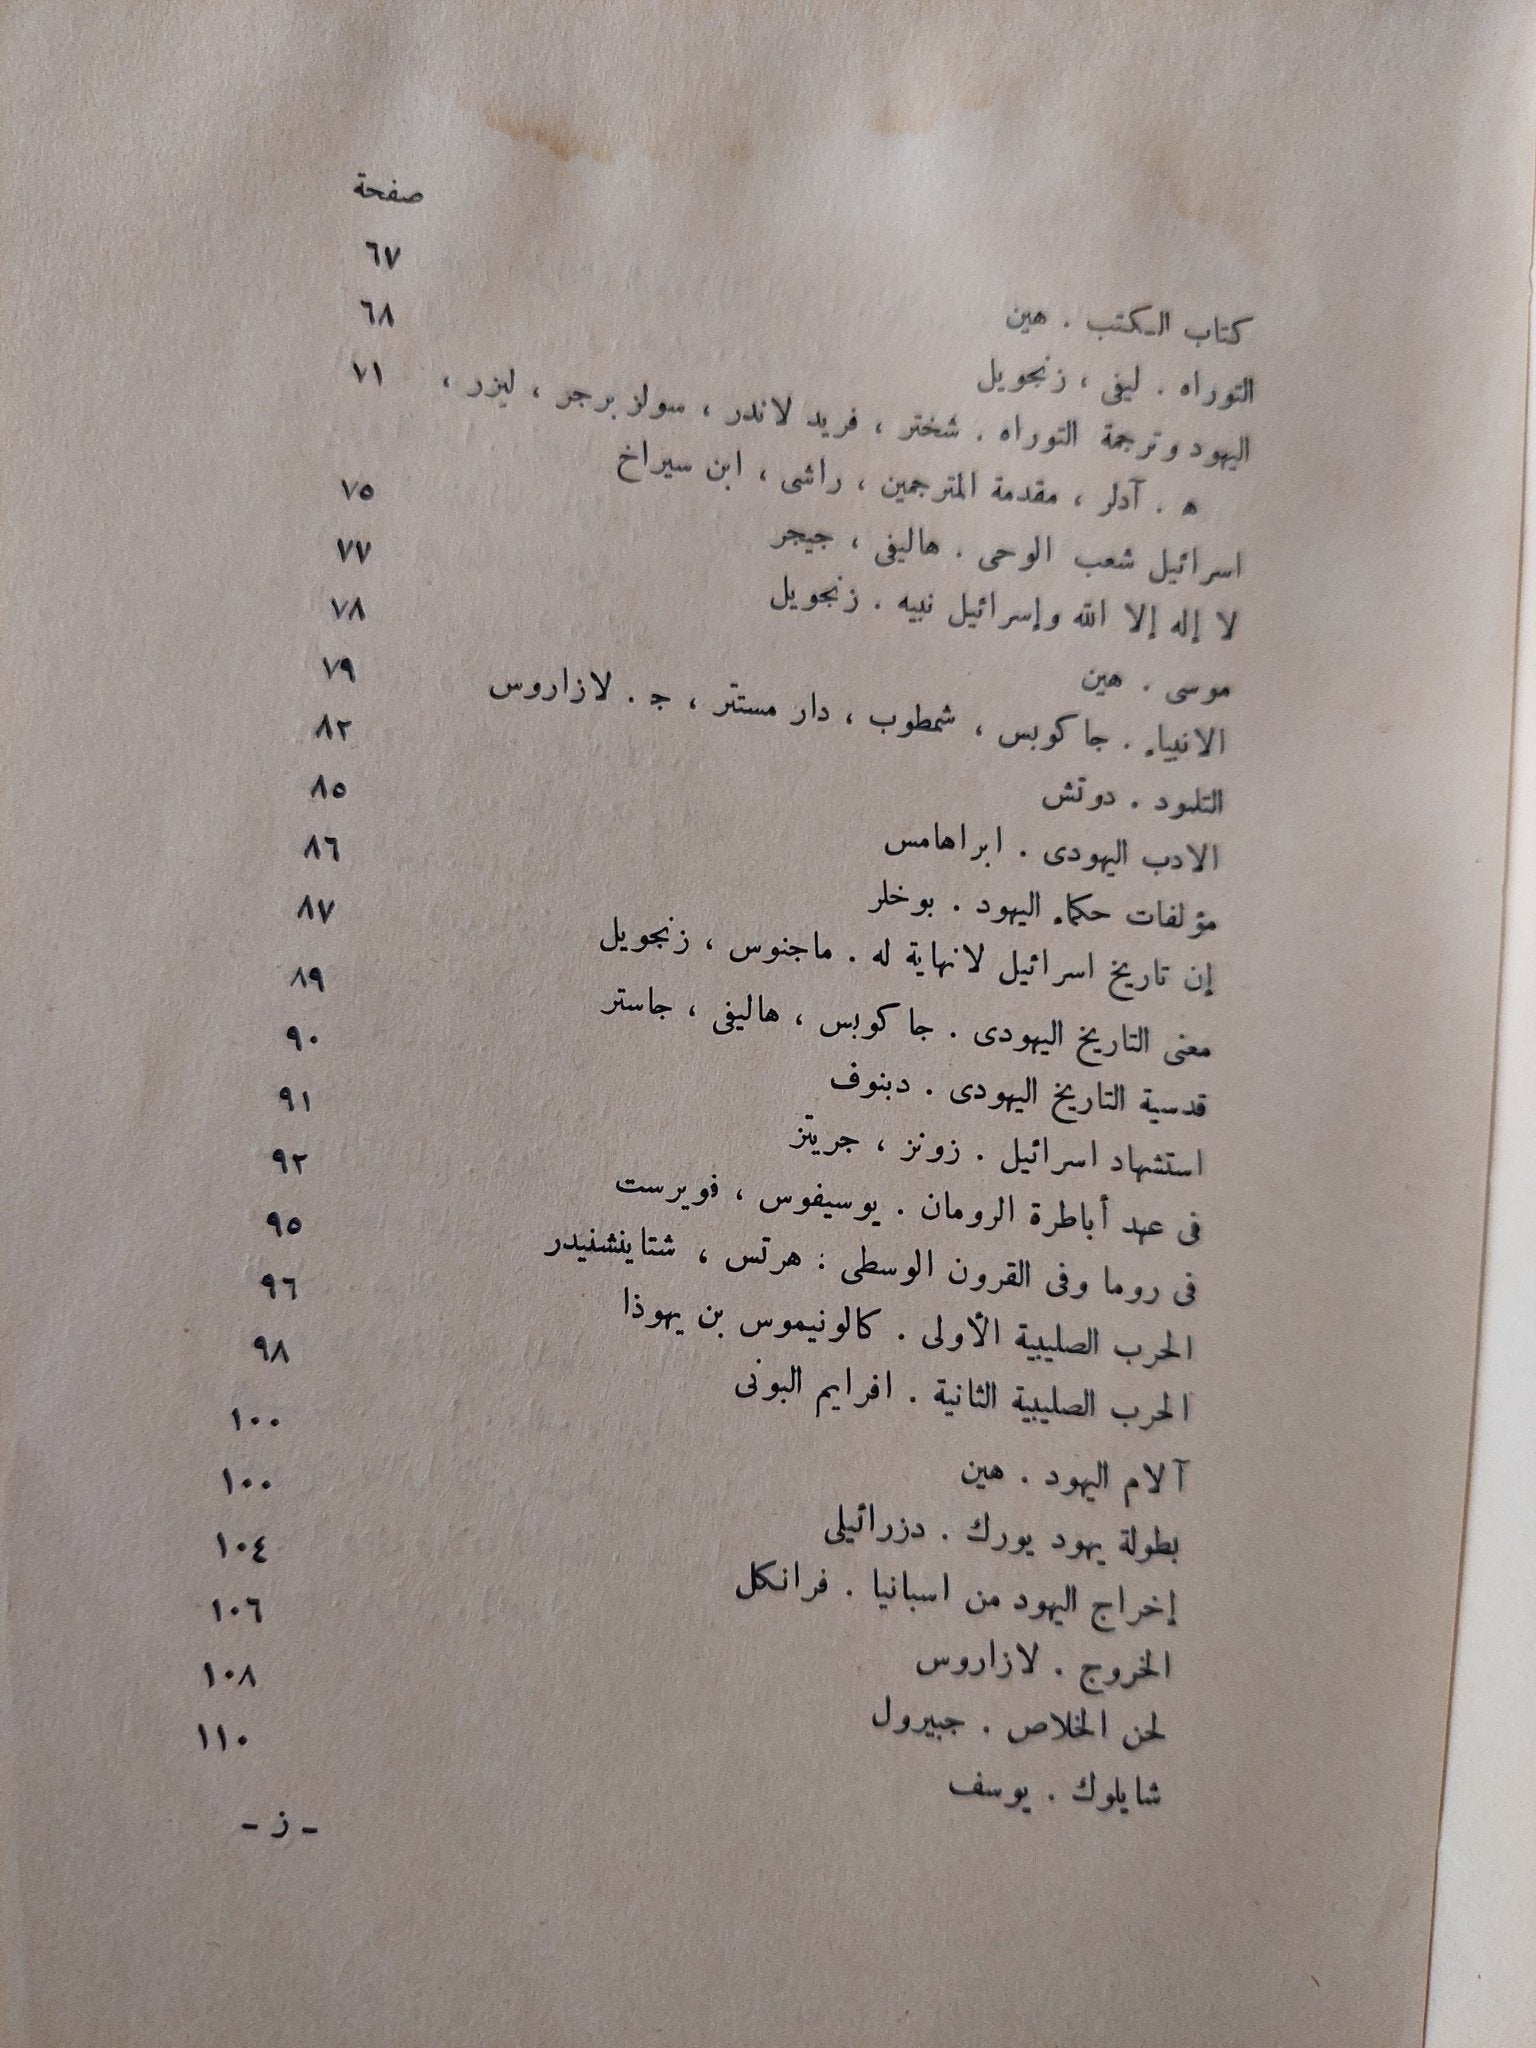 صفحة
كتاب الكتب . هين ٦٧
التوراه . ليفى ، زنجويل ٦٨
اليهود وترجمة التوراه . شختر ، فريد لاندر ، سولز برجر ، ليزر ، ٧١
ه . آدلر ، مقدمة المترجمين ، راشى ، ابن سيراخ
اسرائيل شعب الوحى . هاليفى ، جيجر ٧٥
لا إله إلا الله وإسرائيل نبيه . زنجويل ٧٧
موسى . هين ٧٨
الانبياء . جاكوبس ، شمطوب ، دار مستتر ، ج . لازاروس ٧٩
التلمود . دوتش ٨٢
الادب اليهودى . ابراهامس ٨٥
مؤلفات حكماء اليهود . بوخلر ٨٦
إن تاريخ اسرائيل لانهاية له . ماجنوس ، زنجويل ٨٧
معنى التاريخ اليهودى . جاكوبس ، هاليفى ، جاستر ٨٩
قدسية التاريخ اليهودى . دبنوف ٩٠
استشهاد اسرائيل . زونز ، جريتز ٩١
فى عهد أباطرة الرومان . يوسيفوس ، فويرست ٩٢
فى روما وفى القرون الوسطى : هرتس ، شتاينشنيدر ٩٥
الحرب الصليبية الأولى . كالونيموس بن يهوذا ٩٦
الحرب الصليبية الثانية . افرايم البونى ٩٨
آلام اليهود . هين ١٠٠
بطولة يهود يورك . دزرائيلى ١٠٠
إخراج اليهود من اسبانيا . فرانكل ١٠٤
الخروج . لازاروس ١٠٦
لحن الخلاص . جبيرول ١٠٨
شايلوك . يوسف ١١٠
- ز -